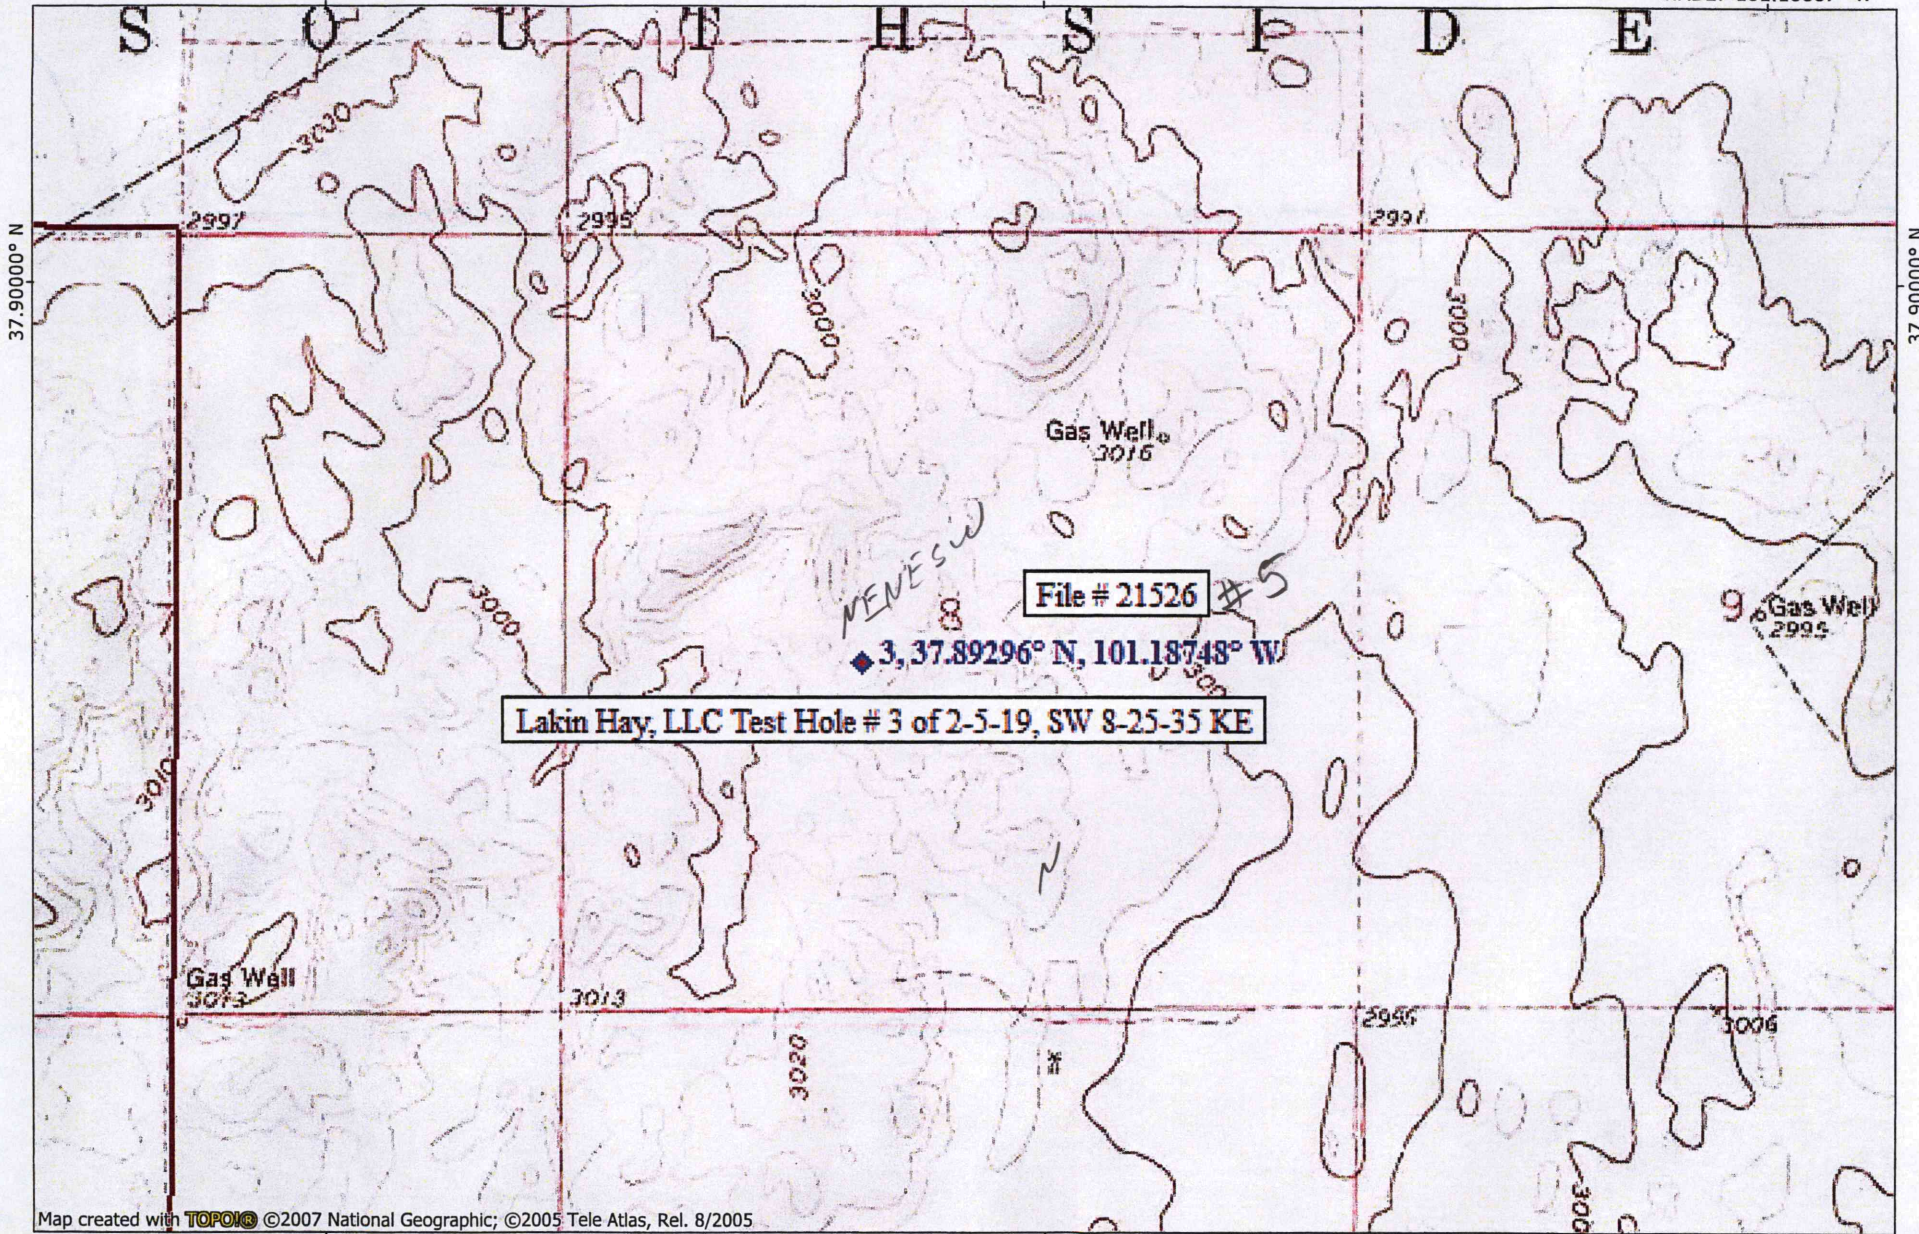 S O U T H S I D E
3030
2997
2995
2991
37.90000° N
37.90000° N
3000
3000
Gas Well
3016
NENESW
3000
File # 21526
#5
8
9
Gas Well
2995
7
3, 37.89296° N, 101.18748° W
Lakin Hay, LLC Test Hole # 3 of 2-5-19, SW 8-25-35 KE
3010
N
Gas Well
3013
3013
2995
3006
3020
Map created with TOPO!® ©2007 National Geographic; ©2005 Tele Atlas, Rel. 8/2005